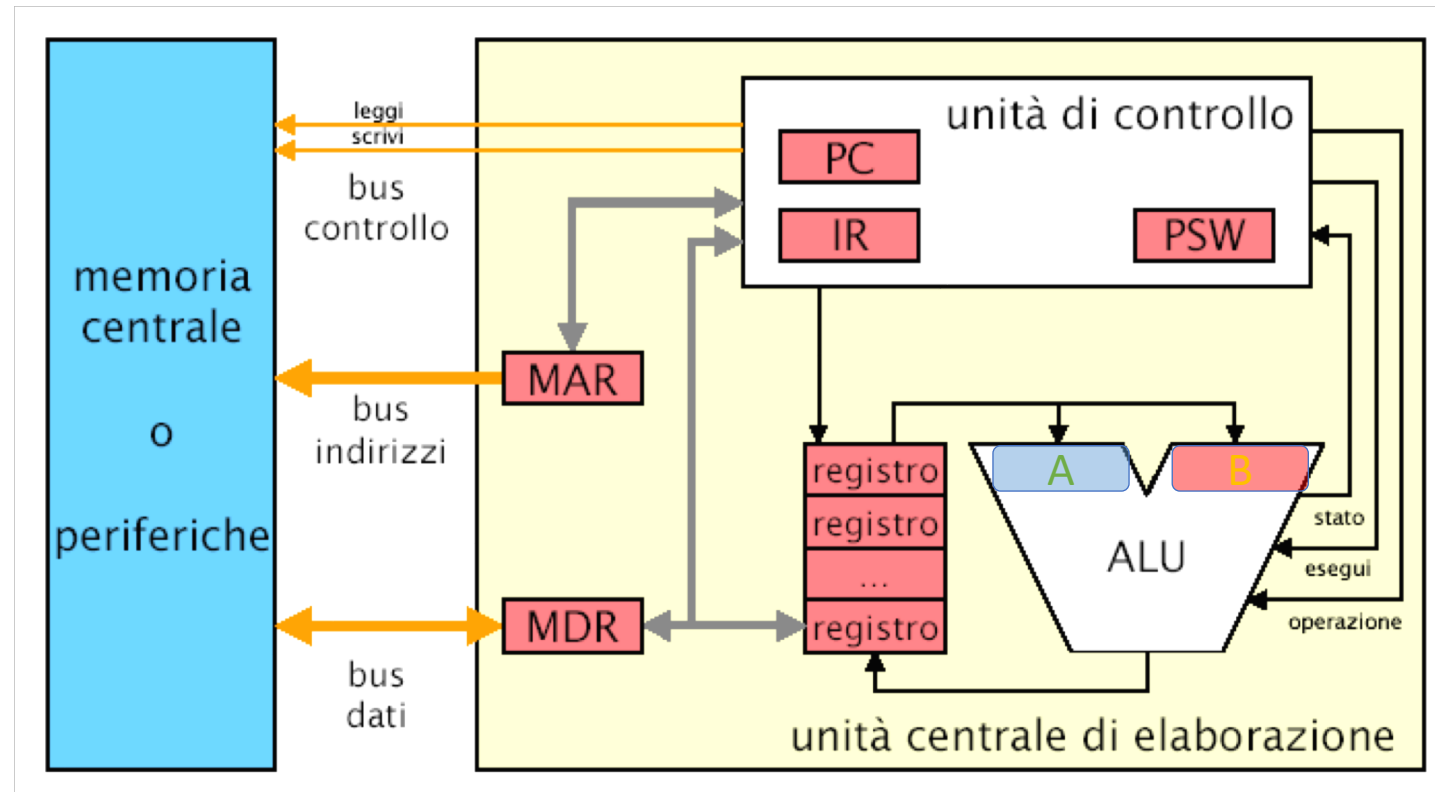 memoria
centrale
o
periferiche
leggi
scrivi
bus
controllo
bus
indirizzi
bus
dati
unità di controllo
PC
IR
PSW
MAR
MDR
registro
registro
...
registro
A
B
ALU
stato
esegui
operazione
unità centrale di elaborazione